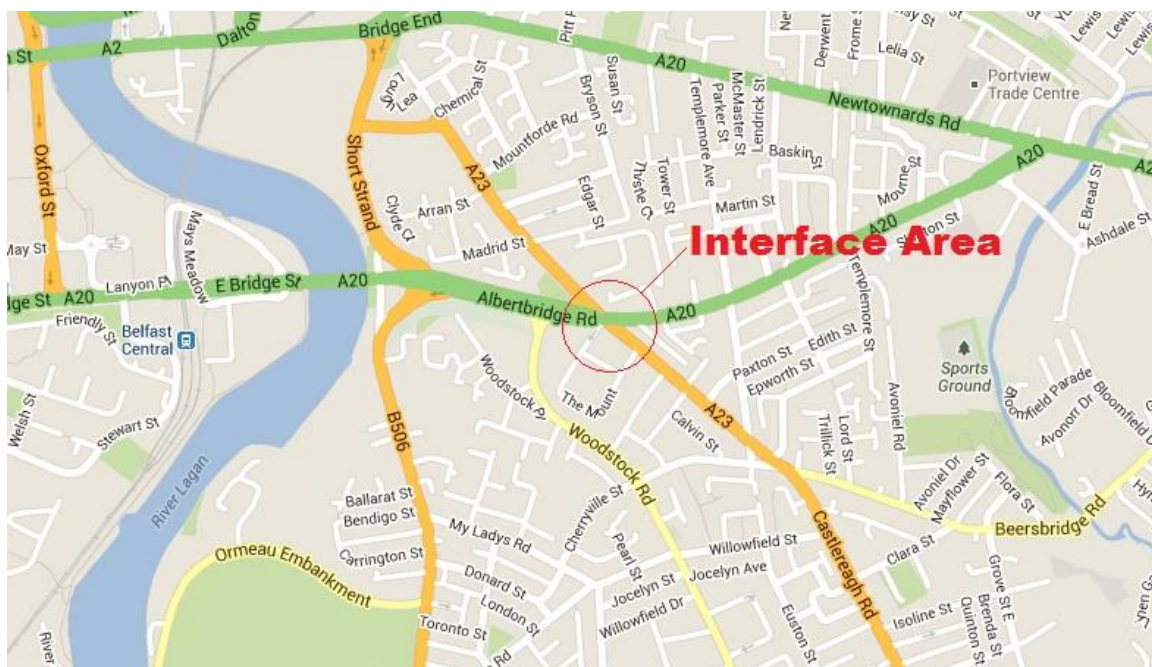 A2
Dalton
Bridge End
Pitt P
Derwent
Frome St
Lelia St
Lewis
n St
Susan St
Bryson St
A20
McMaster St
Parker St
Templemore Ave
Lendrick St
Portview
Trade Centre
Newtownards Rd
A20
Lea
Chemical St
Mountforde Rd
Oxford St
Short Strand
A23
Baskin St
Mourne St
E Bread St
Ashdale St
Thistle Ct
Tower St
Edgar St
Martin St
Clyde Ct
Arran St
Madrid St
Mays Meadow
May St
Interface Area
A20
Lanyon Pl
E Bridge St
A20
dge St
A20
Albertbridge Rd
A20
Templemore St
Friendly St
Belfast
Central
Woodstock Pl
The Mount
Paxton St
Edith St
Epworth St
Sports
Ground
Bloomfield Parade
Bloomfield
Avonorr Dr
Welsh St
Stewart St
B506
A23
Calvin St
Woodstock Rd
Trillick St
Lord St
Avoniel Rd
Avoniel Dr
Mayflower St
Flora St
Beersbridge Rd
River Lagan
Ballarat St
Bendigo St
Carrington St
My Ladys Rd
Cherryville St
Pearl St
Willowfield St
Castlereagh Rd
Clara St
Ormeau Embankment
Donard St
London St
Toronto St
Jocelyn St
Jocelyn Ave
Willowfield Dr
Euston St
Isoline St
Grove St E
Brenda St
Quinton St
River
s Rd